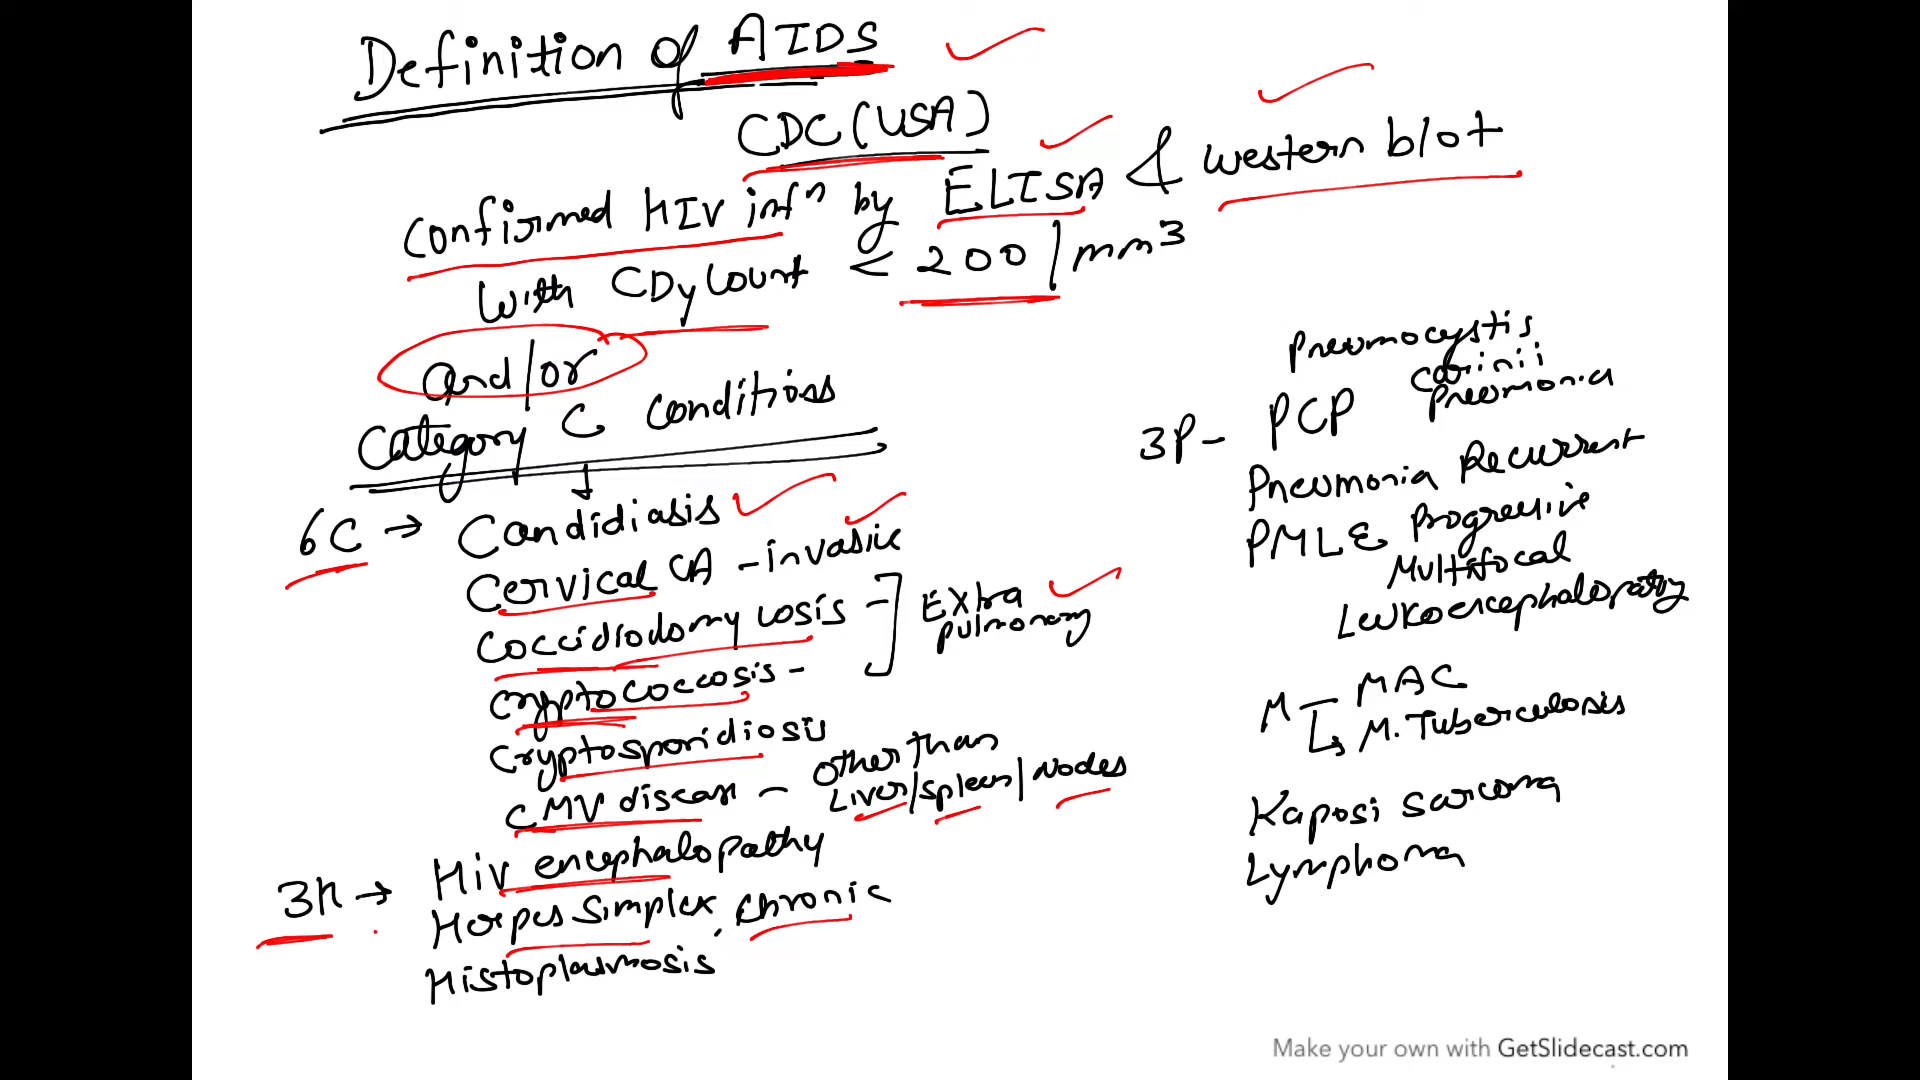 Definition of AIDS
CDC (USA)
Confirmed HIV infⁿ by ELISA & western blot
with CD4 Count < 200 / mm³
and/or
Category C Conditions
6C → Candidiasis
Cervical CA - invasive
Coccidiodomycosis -
Cryptococcosis -
Extra
pulmonary
Cryptosporidiosis
CMV disease - other than
Liver/spleen/Nodes
3H → HIV encephalopathy
Herpes Simplex, chronic
Histoplasmosis
Pneumocystis
Carinii
Pneumonia
3P - PCP
Pneumonia Recurrent
PMLE Progressive
Multifocal
Leukoencephalopathy
M MAC
M. Tuberculosis
Kaposi Sarcoma
Lymphoma
Make your own with GetSlidecast.com